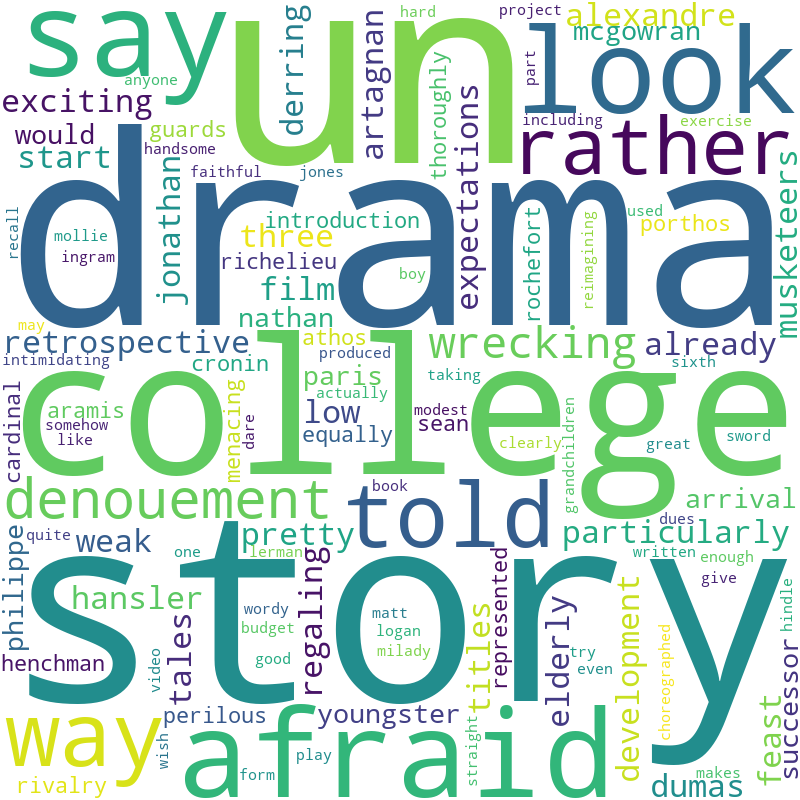 say
un
look
drama
college
story
rather
told
afraid
way
denouement
wrecking
hard
project
alexandre
mcgowran
anyone
derring
artagnan
thoroughly
part
exciting
would
guards
start
handsome
including
exercise
expectations
jonathan
faithful
jones
musketeers
recall
mollie
ingram
introduction
three
richelieu
film
nathan
boy
rochefort
reimagining
used
porthos
may
retrospective
intimidating
athos
produced
cronin
already
sixth
cardinal
aramis
somehow
like
menacing
dare
paris
actually
low
equally
taking
modest
sean
clearly
great
grandchildren
sword
book
arrival
dues
particularly
written
enough
give
philippe
quite
weak
pretty
one
lerman
hansler
henchman
tales
wordy
budget
good
regaling
matt
logan
milady
represented
titles
elderly
try
even
development
choreographed
successor
hindle
video
perilous
youngster
wish
rivalry
form
play
straight
feast
dumas
makes